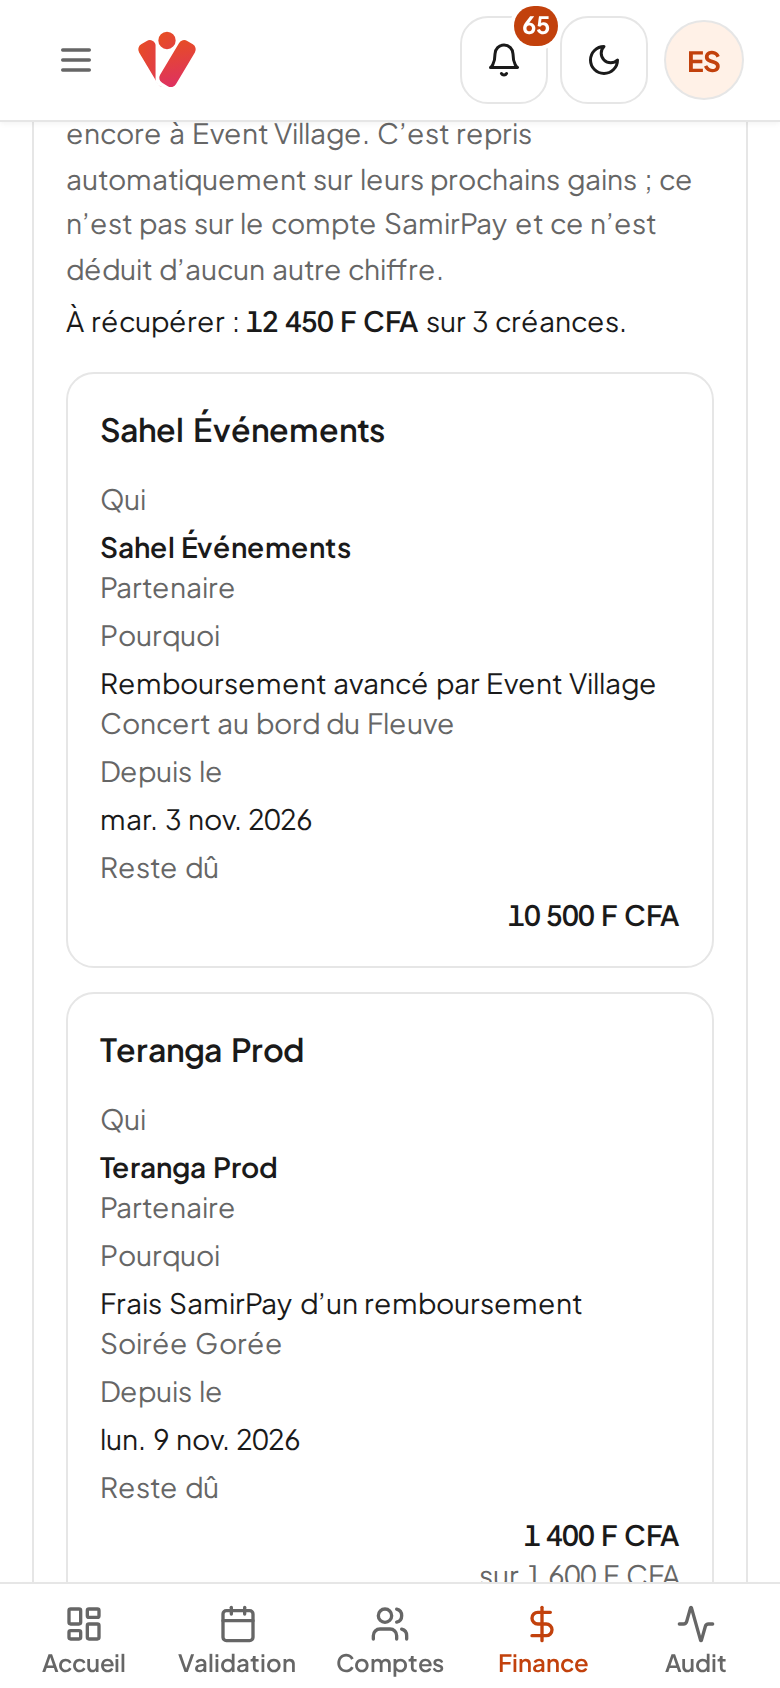 65
ES
encore à Event Village. C’est repris
automatiquement sur leurs prochains gains ; ce
n’est pas sur le compte SamirPay et ce n’est
déduit d’aucun autre chiffre.
À récupérer : 12 450 F CFA sur 3 créances.
Sahel Événements
Qui
Sahel Événements
Partenaire
Pourquoi
Remboursement avancé par Event Village
Concert au bord du Fleuve
Depuis le
mar. 3 nov. 2026
Reste dû
10 500 F CFA
Teranga Prod
Qui
Teranga Prod
Partenaire
Pourquoi
Frais SamirPay d’un remboursement
Soirée Gorée
Depuis le
lun. 9 nov. 2026
Reste dû
1 400 F CFA
sur 1 600 F CFA
Accueil
Validation
Comptes
Finance
Audit